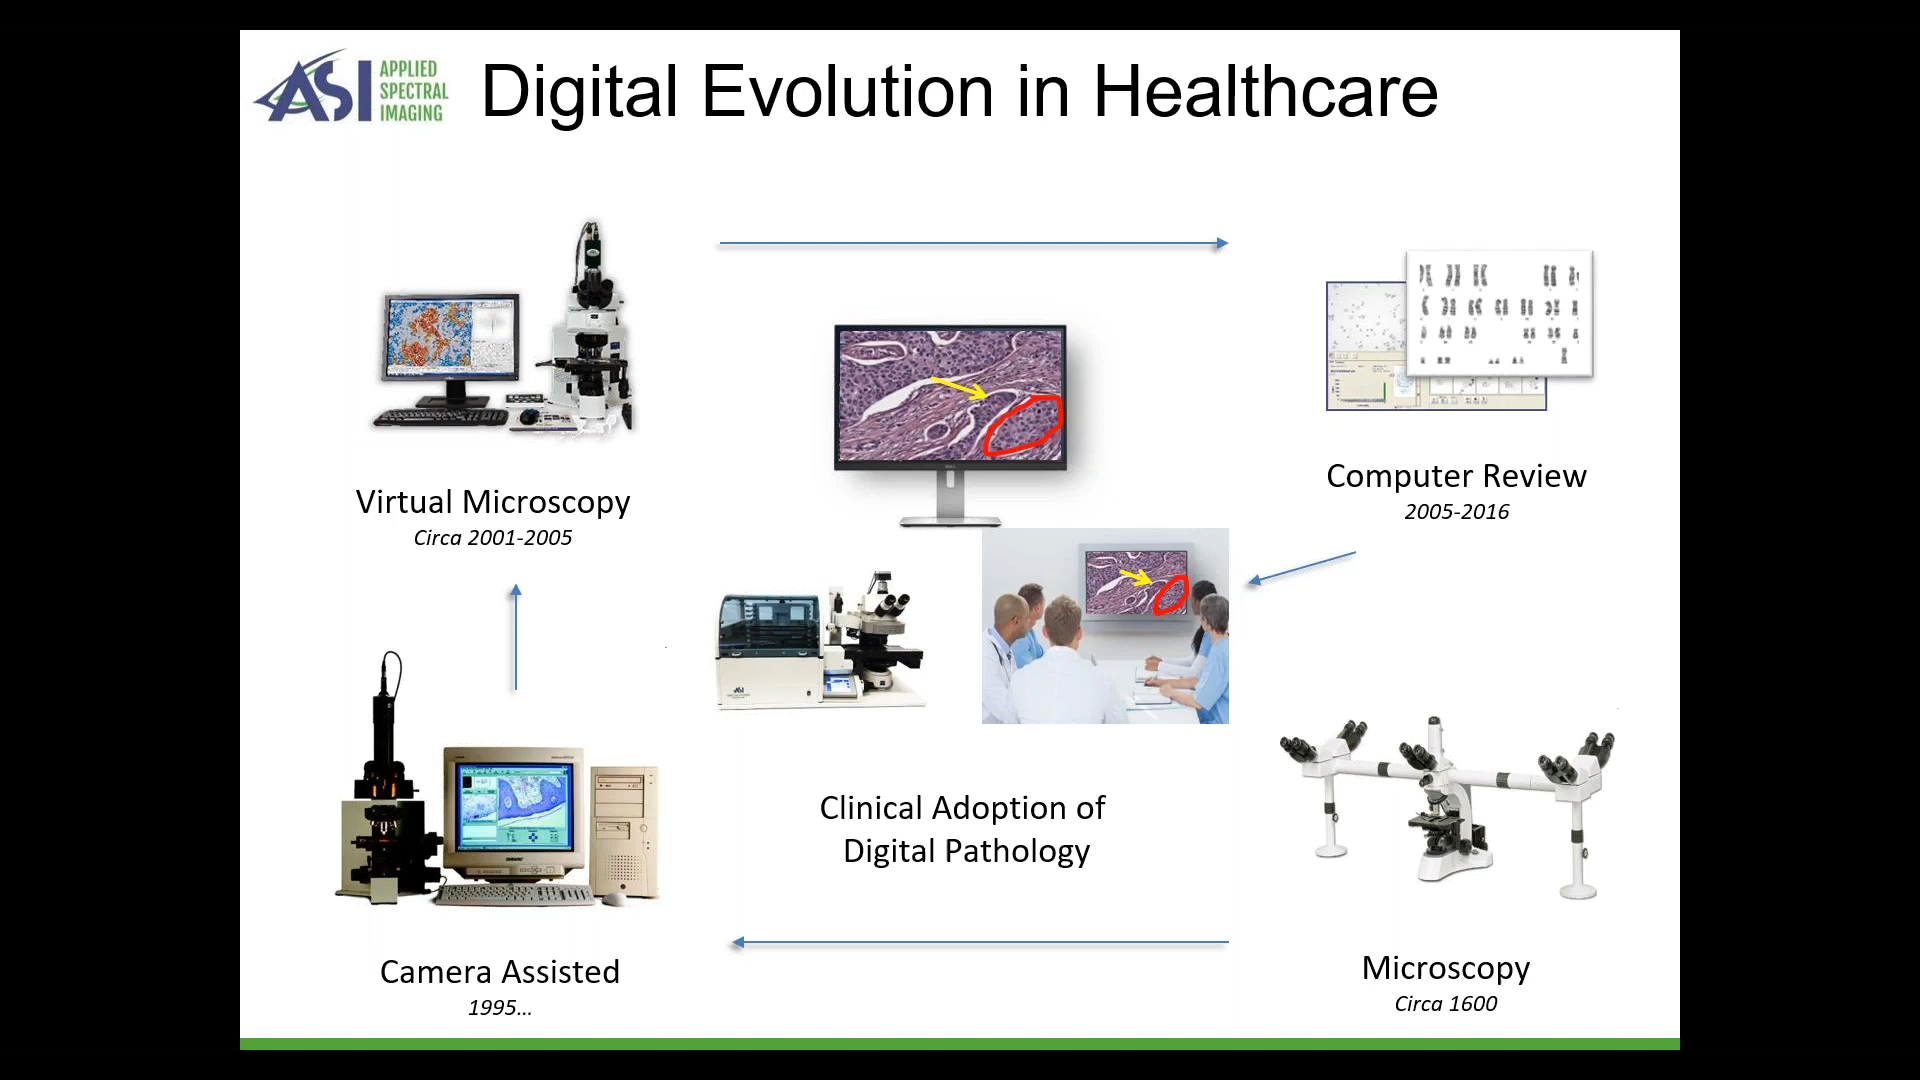 ASI
APPLIED
SPECTRAL
IMAGING
Digital Evolution in Healthcare
Virtual Microscopy
Circa 2001-2005
Computer Review
2005-2016
Clinical Adoption of
Digital Pathology
ASI
Camera Assisted
1995...
Microscopy
Circa 1600